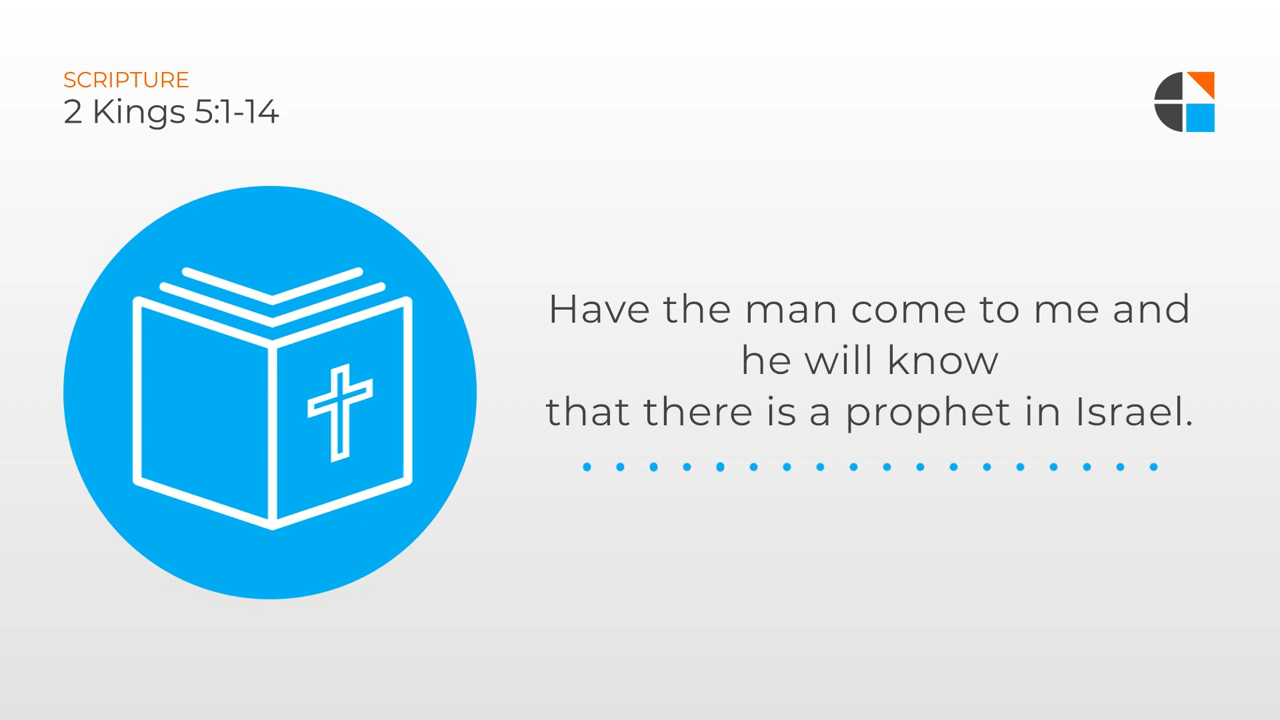 SCRIPTURE
2 Kings 5:1-14
Have the man come to me and
he will know
that there is a prophet in Israel.